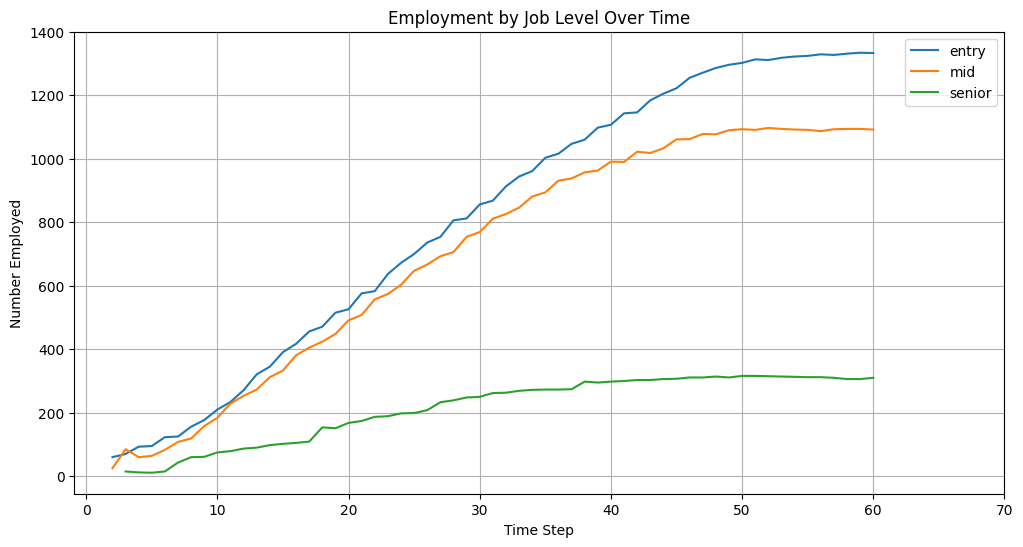 Employment by Job Level Over Time
1400
1200
1000
800
600
400
200
0
Number Employed
entry
mid
senior
0 10 20 30 40 50 60 70
Time Step